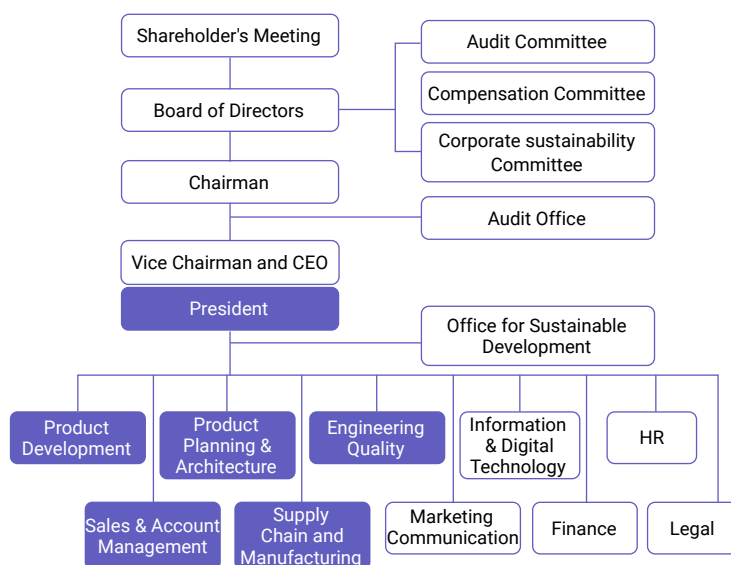 Shareholder's Meeting
Audit Committee
Board of Directors
Compensation Committee
Corporate sustainability
Committee
Chairman
Audit Office
Vice Chairman and CEO
President
Office for Sustainable
Development
Product
Development
Product
Planning &
Architecture
Engineering
Quality
Information
& Digital
Technology
HR
Sales & Account
Management
Supply
Chain and
Manufacturing
Marketing
Communication
Finance
Legal